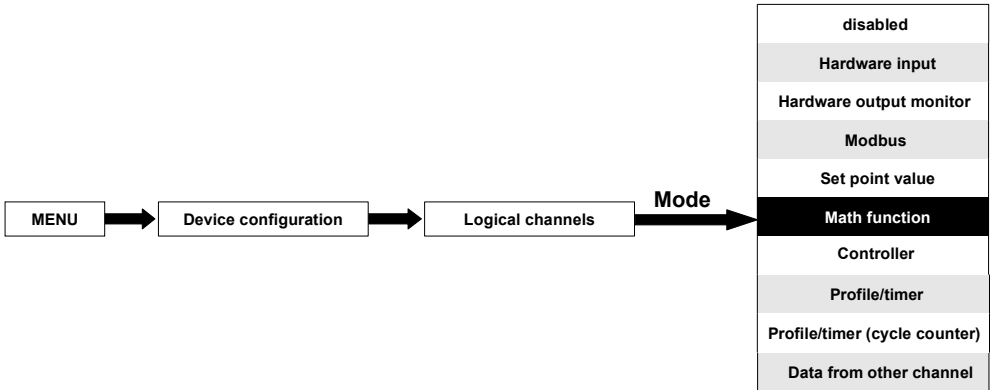 MENU
Device configuration
Logical channels
Mode
disabled
Hardware input
Hardware output monitor
Modbus
Set point value
Math function
Controller
Profile/timer
Profile/timer (cycle counter)
Data from other channel